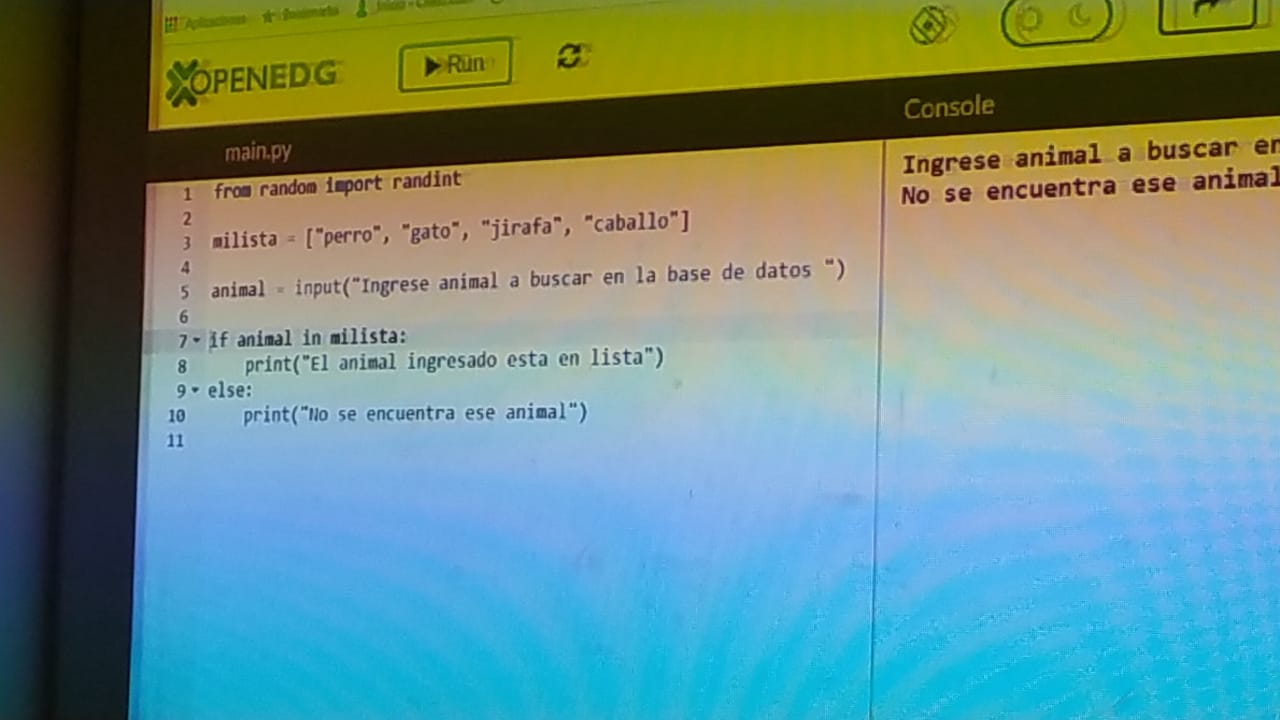 Aplicaciones Bookmarks
OPENEDG
Run
Console
main.py
Ingrese animal a buscar en
No se encuentra ese animal
1 from random import randint
2
3 milista = ["perro", "gato", "jirafa", "caballo"]
4
5 animal = input("Ingrese animal a buscar en la base de datos ")
6
7 if animal in milista:
8 print("El animal ingresado esta en lista")
9 else:
10 print("No se encuentra ese animal")
11